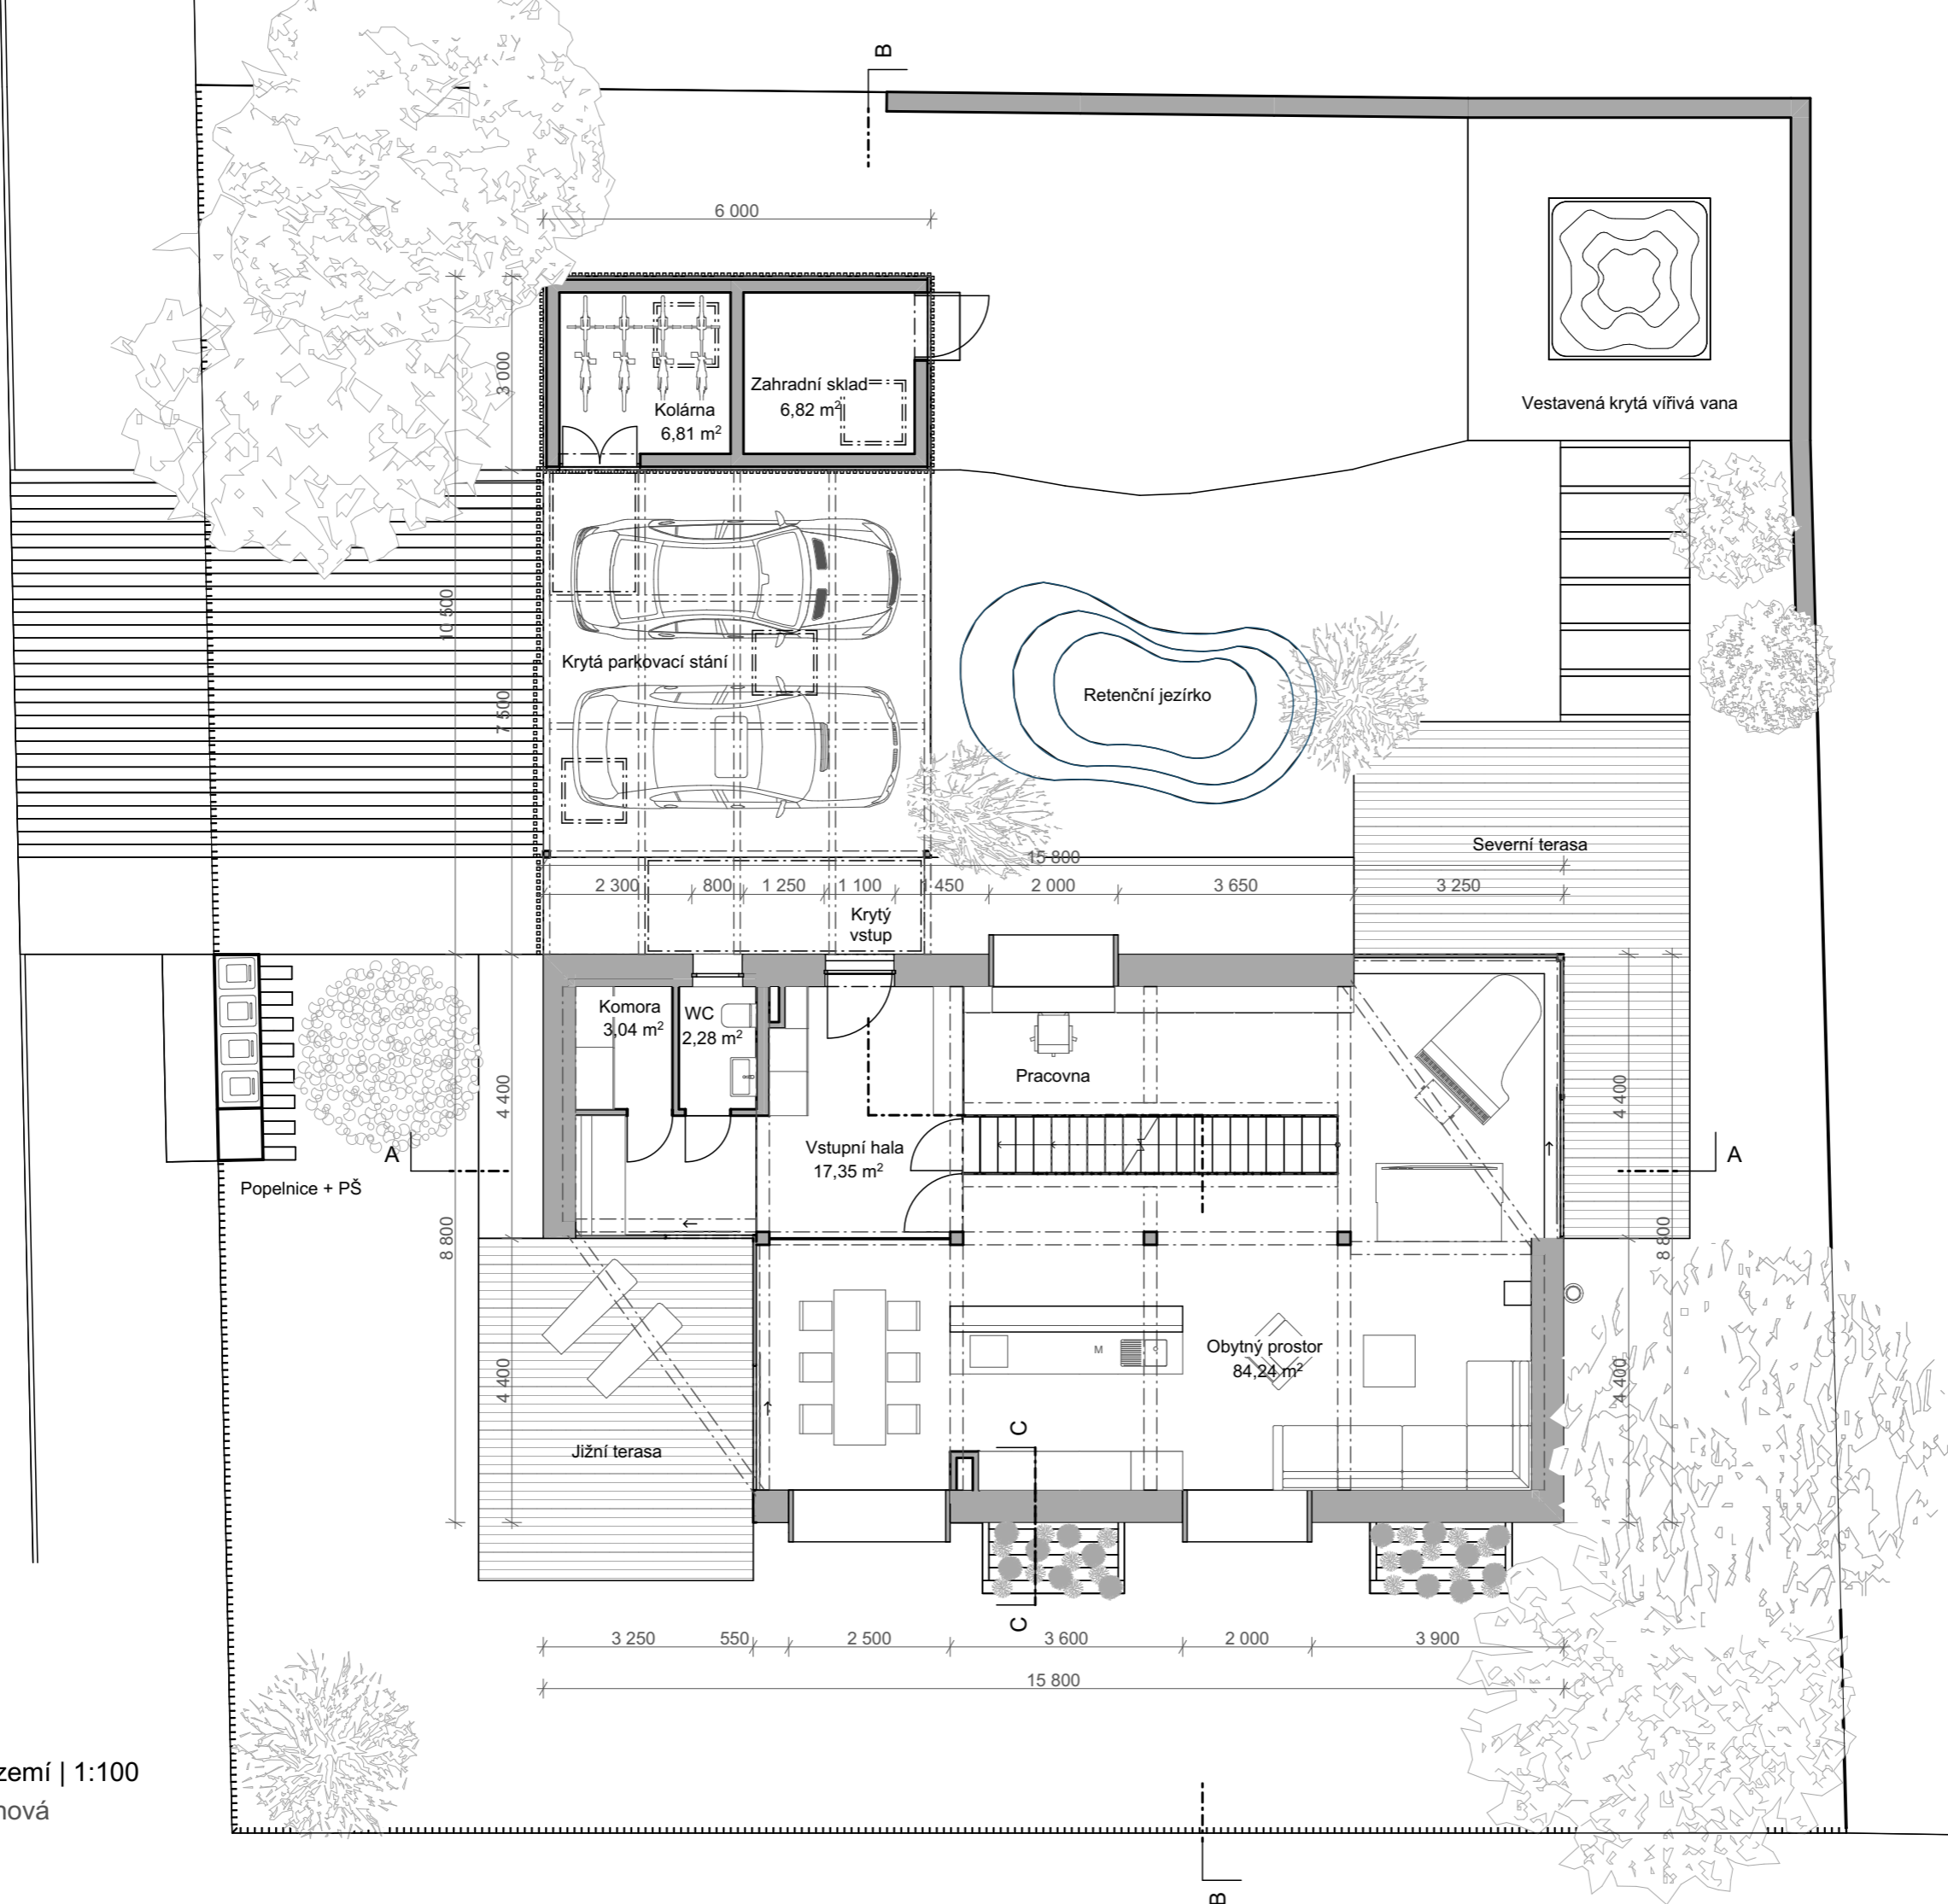 B
6 000
3 000
Kolárna
6,81 m²
Zahradní sklad
6,82 m²
Vestavená krytá vířivá vana
10 500
7 500
Krytá parkovací stání
Retenční jezírko
Severní terasa
15 800
2 300
800
1 250
1 100
1 450
2 000
3 650
3 250
Krytý
vstup
Komora
3,04 m²
WC
2,28 m²
Pracovna
4 400
4 400
Vstupní hala
17,35 m²
A
A
Popelnice + PŠ
8 800
8 800
Obytný prostor
84,24 m²
M
4 400
4 400
Jižní terasa
C
C
3 250
550
2 500
3 600
2 000
3 900
15 800
zemí | 1:100
nová
B